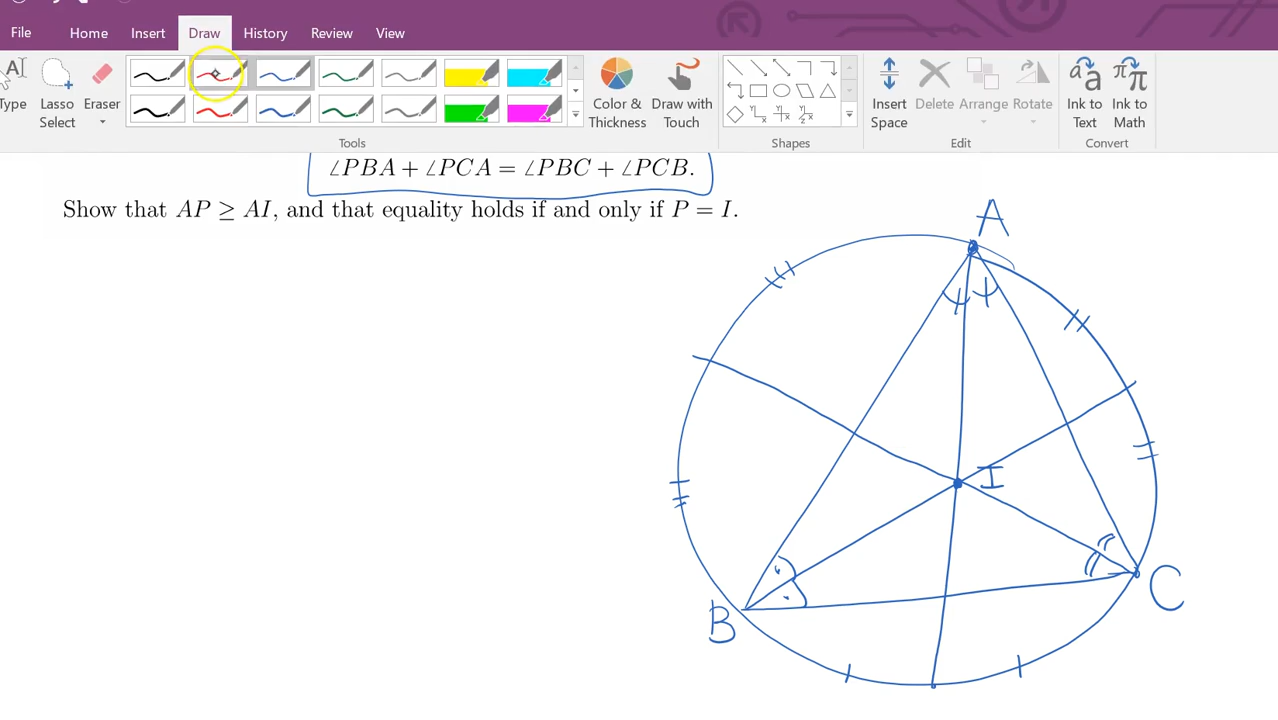 File Home Insert Draw History Review View
Type Lasso Select Eraser Color & Thickness Draw with Touch Insert Space Delete Arrange Rotate Ink to Text Ink to Math
Tools Shapes Edit Convert
∠PBA + ∠PCA = ∠PBC + ∠PCB.
Show that AP ≥ AI, and that equality holds if and only if P = I.
A
I
B
C